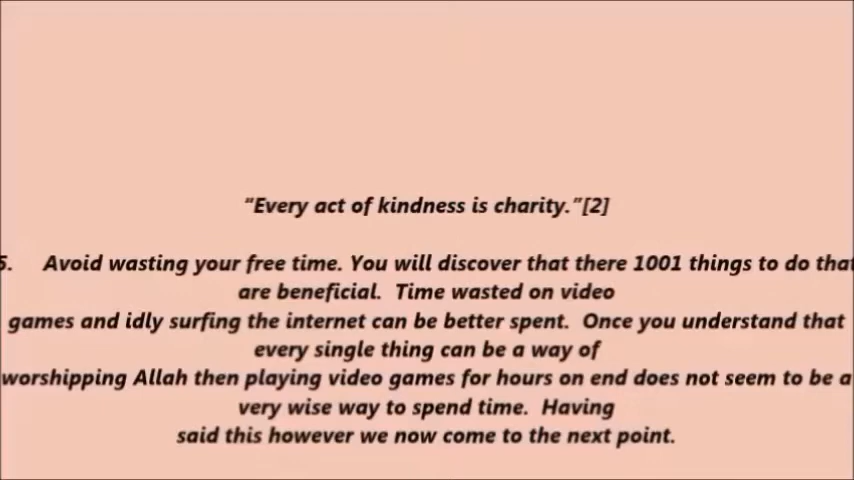 “Every act of kindness is charity.”[2]
5. Avoid wasting your free time. You will discover that there 1001 things to do that
are beneficial. Time wasted on video
games and idly surfing the internet can be better spent. Once you understand that
every single thing can be a way of
worshipping Allah then playing video games for hours on end does not seem to be a
very wise way to spend time. Having
said this however we now come to the next point.